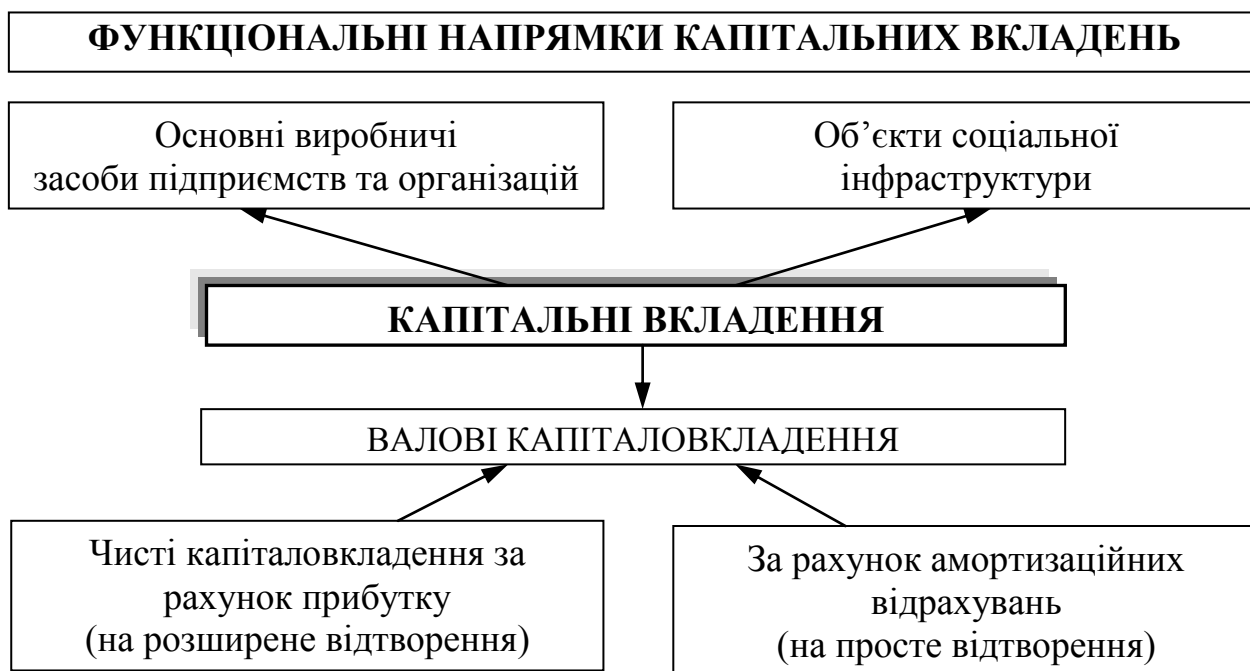 ФУНКЦІОНАЛЬНІ НАПРЯМКИ КАПІТАЛЬНИХ ВКЛАДЕНЬ
Основні виробничі
засоби підприємств та організацій
Об’єкти соціальної
інфраструктури
КАПІТАЛЬНІ ВКЛАДЕННЯ
ВАЛОВІ КАПІТАЛОВКЛАДЕННЯ
Чисті капіталовкладення за
рахунок прибутку
(на розширене відтворення)
За рахунок амортизаційних
відрахувань
(на просте відтворення)